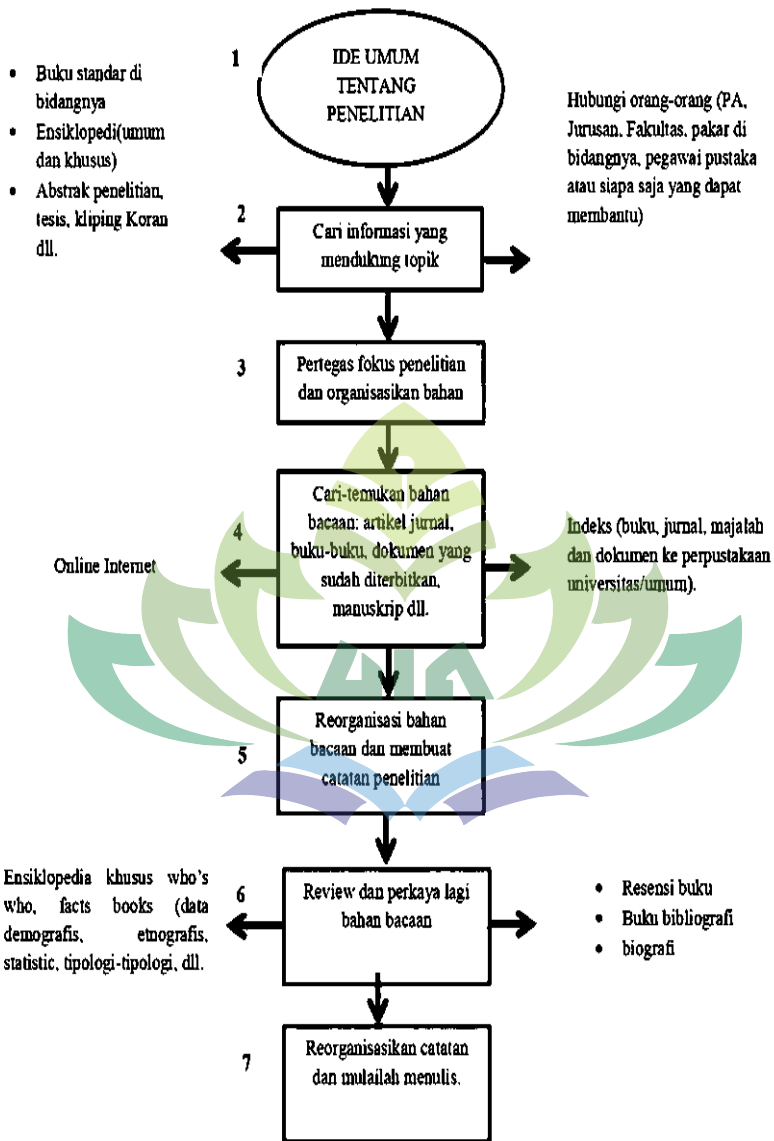 1
IDE UMUM
TENTANG
PENELITIAN
• Buku standar di
bidangnya
• Ensiklopedi(umum
dan khusus)
• Abstrak penelitian,
tesis, kliping Koran
dll.
Hubungi orang-orang (PA,
Jurusan, Fakultas, pakar di
bidangnya, pegawai pustaka
atau siapa saja yang dapat
membantu)
2
Cari informasi yang
mendukung topik
3
Pertegas fokus penelitian
dan organisasikan bahan
4
Cari-temukan bahan
bacaan: artikel jurnal,
buku-buku, dokumen yang
sudah diterbitkan,
manuskrip dll.
Online Internet
Indeks (buku, jurnal, majalah
dan dokumen ke perpustakaan
universitas/umum).
UIN
5
Reorganisasi bahan
bacaan dan membuat
catatan penelitian
6
Review dan perkaya lagi
bahan bacaan
Ensiklopedia khusus who's
who, facts books (data
demografis, etnografis,
statistic, tipologi-tipologi, dll.
• Resensi buku
• Buku bibliografi
• biografi
7
Reorganisasikan catatan
dan mulailah menulis.